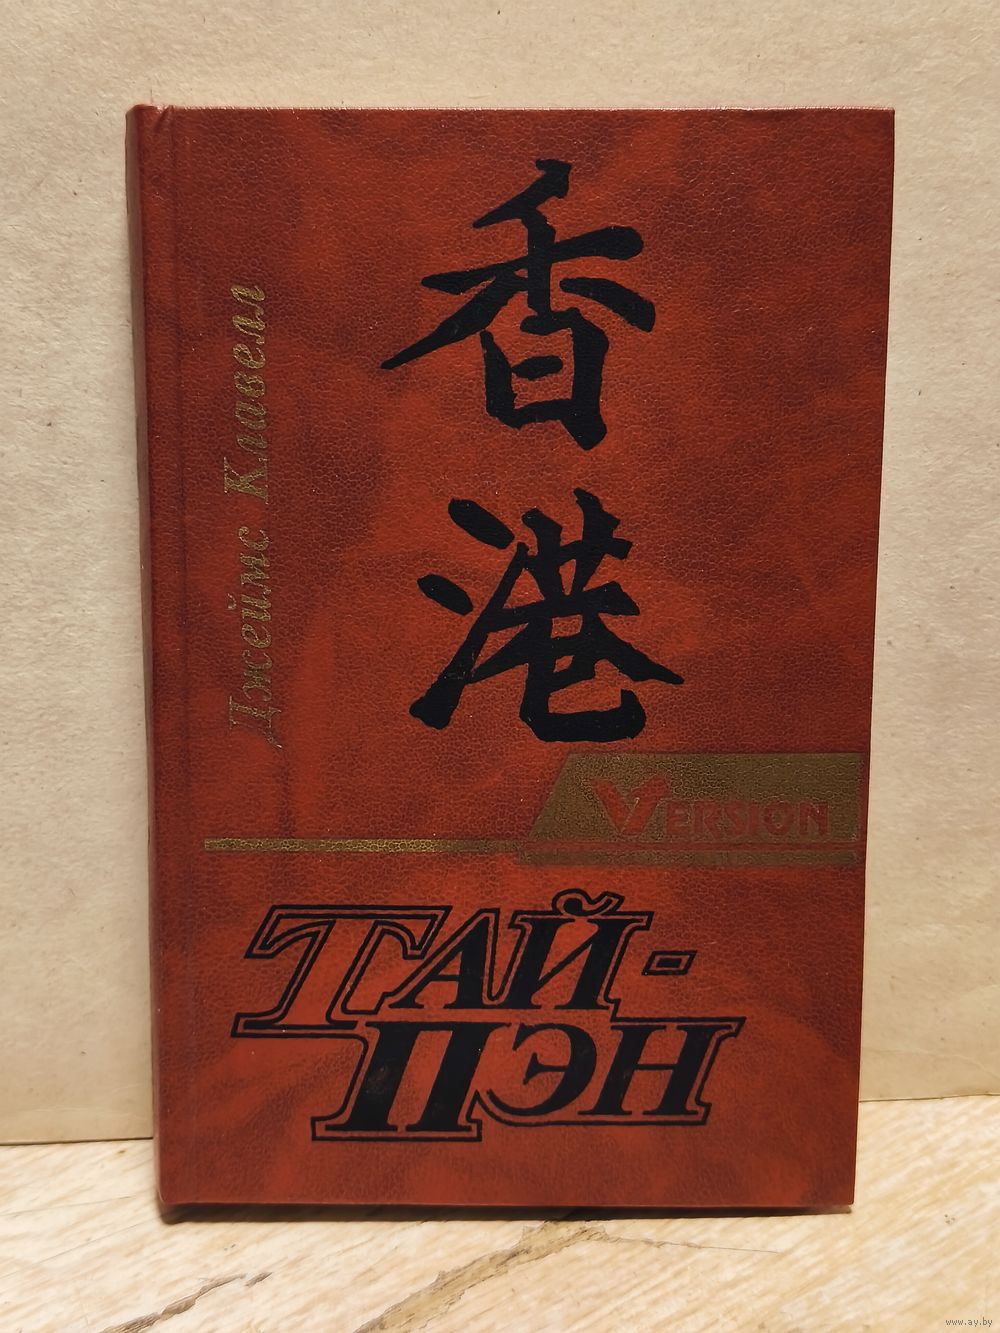 香
港
Джеймс Клавелл
VERSION
ТАЙ-
ПЭН
www.ay.by